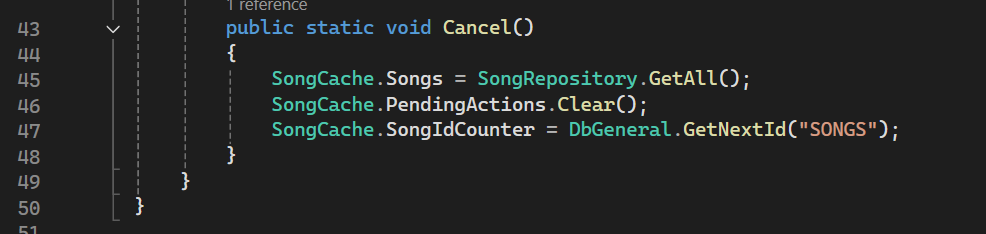 1 reference
43 public static void Cancel()
44 {
45 SongCache.Songs = SongRepository.GetAll();
46 SongCache.PendingActions.Clear();
47 SongCache.SongIdCounter = DbGeneral.GetNextId("SONGS");
48 }
49 }
50 }
51